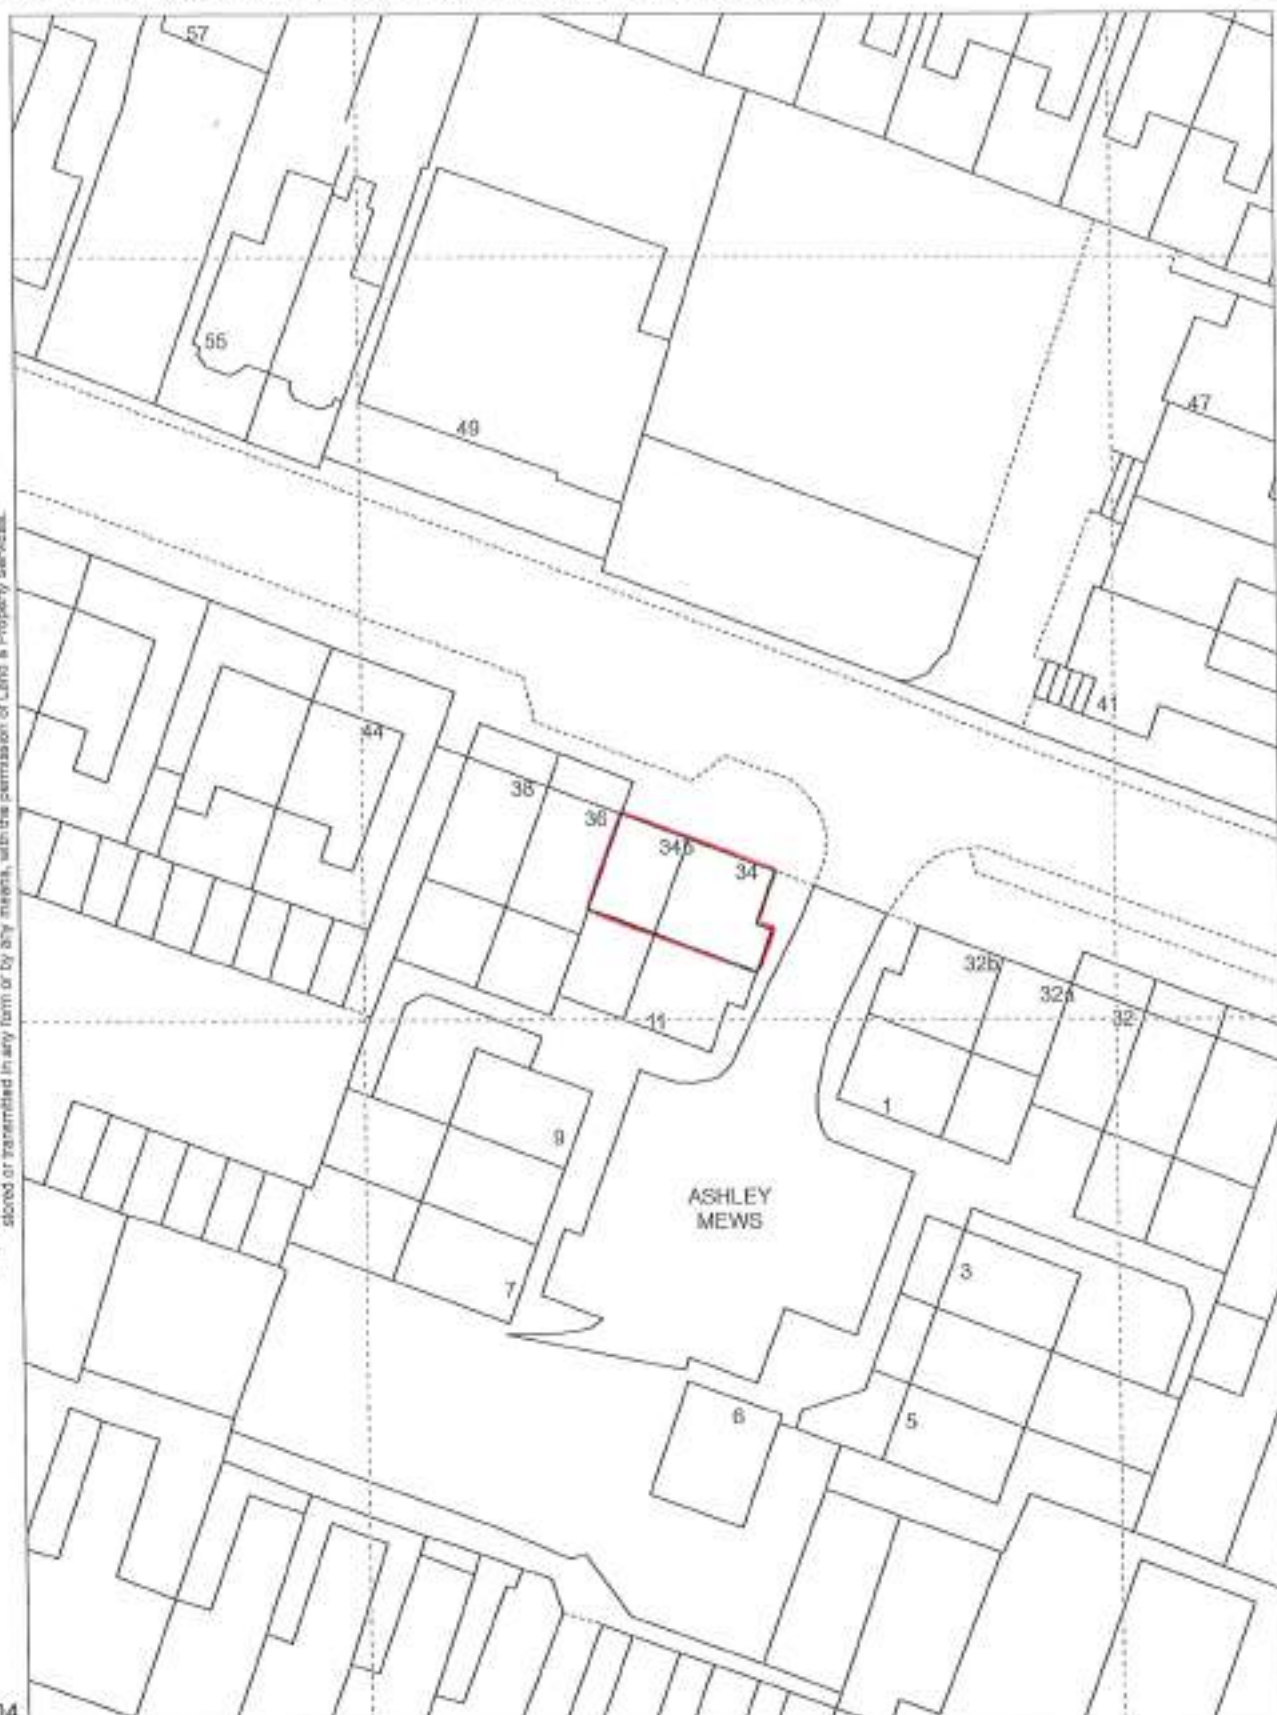 57
55
49
47
41
44
38
36
34b
34
32b
32a
32
11
1
9
ASHLEY
MEWS
3
7
6
5
stored or transmitted in any form or by any means, with the permission of Land & Property Services.